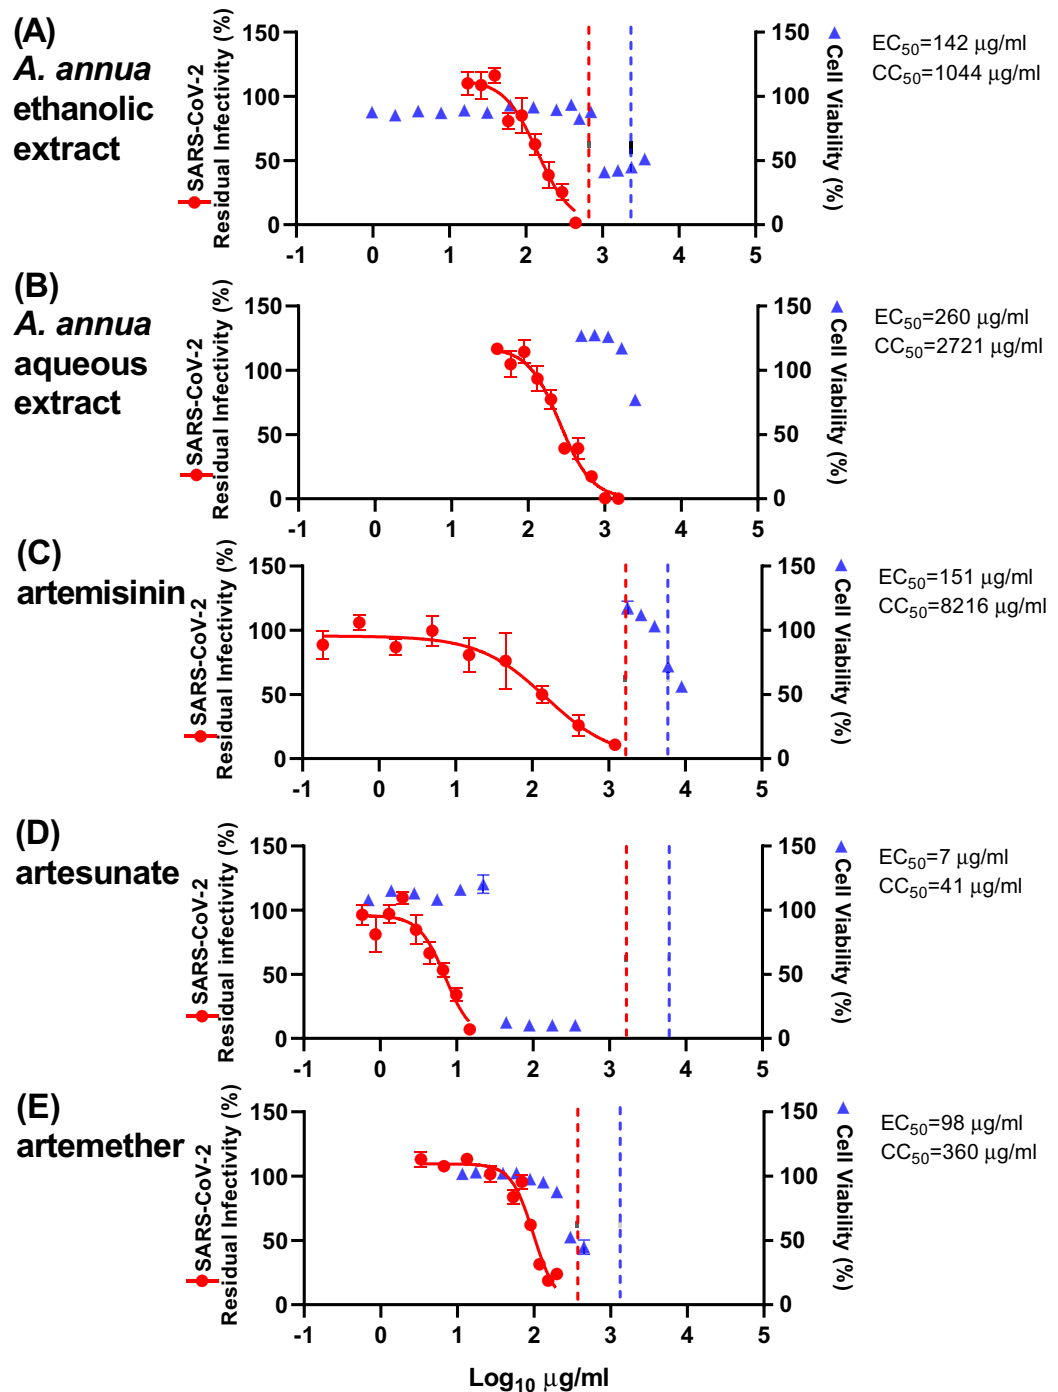 (A)
A. annua
ethanolic
extract
SARS-CoV-2
Residual Infectivity (%)
150
100
50
0
-1 0 1 2 3 4 5
150
100
50
0
Cell Viability (%)
EC50=142 µg/ml
CC50=1044 µg/ml
(B)
A. annua
aqueous
extract
SARS-CoV-2
Residual Infectivity (%)
150
100
50
0
-1 0 1 2 3 4 5
150
100
50
0
Cell Viability (%)
EC50=260 µg/ml
CC50=2721 µg/ml
(C)
artemisinin
SARS-CoV-2
Residual Infectivity (%)
150
100
50
0
-1 0 1 2 3 4 5
150
100
50
0
Cell Viability (%)
EC50=151 µg/ml
CC50=8216 µg/ml
(D)
artesunate
SARS-CoV-2
Residual infectivity (%)
150
100
50
0
-1 0 1 2 3 4 5
150
100
50
0
Cell Viability (%)
EC50=7 µg/ml
CC50=41 µg/ml
(E)
artemether
SARS-CoV-2
Residual Infectivity (%)
150
100
50
0
-1 0 1 2 3 4 5
150
100
50
0
Cell Viability (%)
EC50=98 µg/ml
CC50=360 µg/ml
Log10 µg/ml